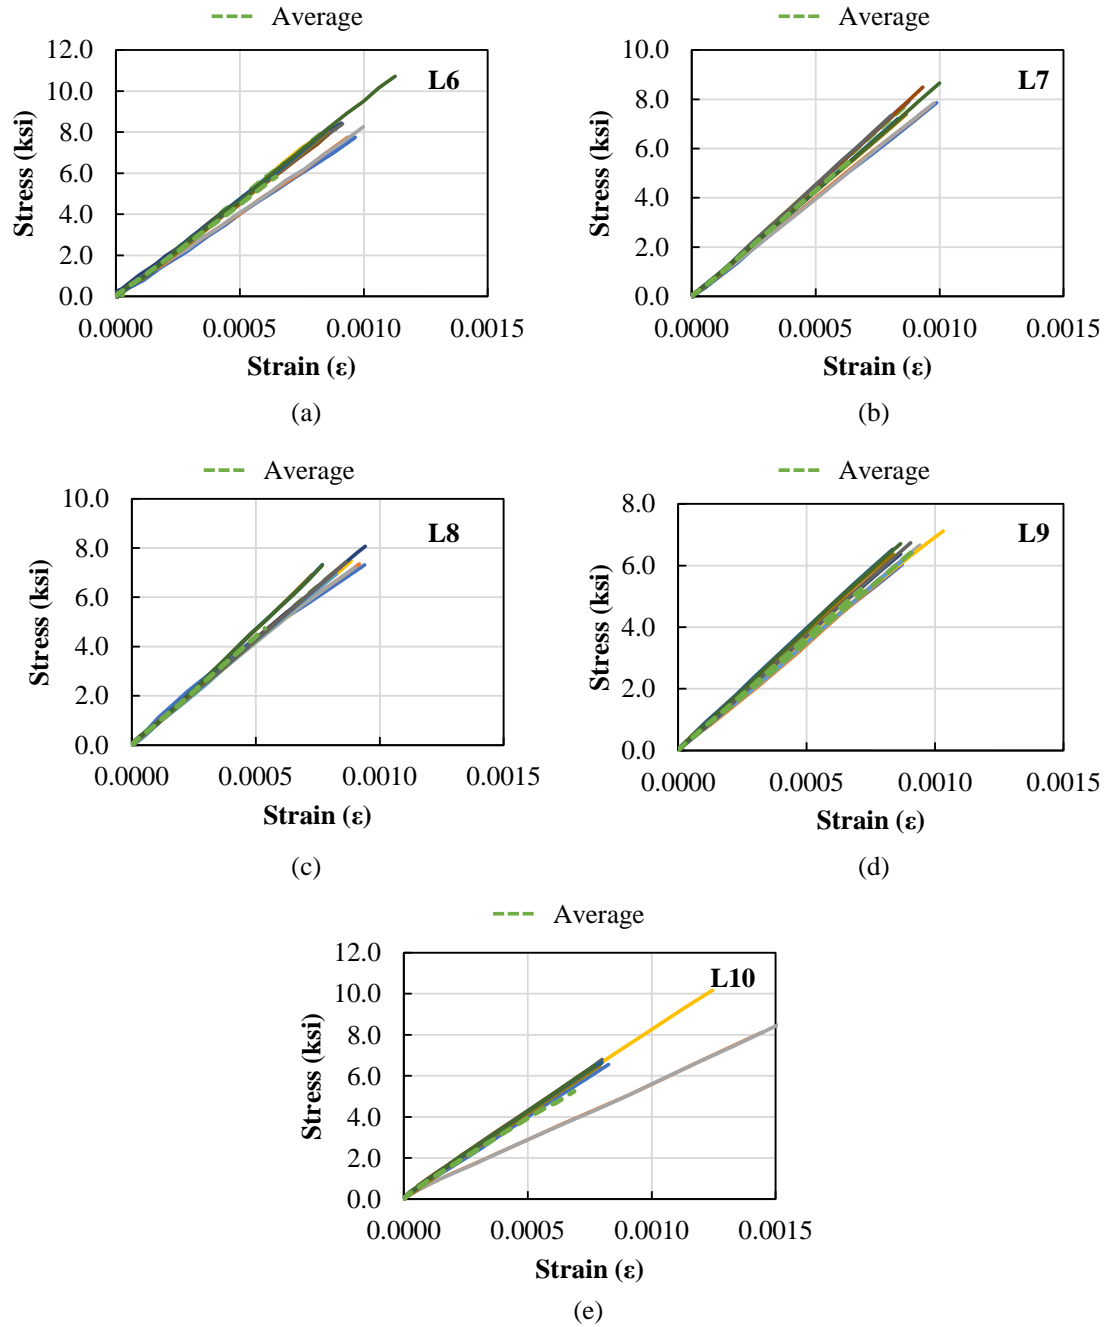 Average
L6
12.0
10.0
8.0
6.0
4.0
2.0
0.0
0.0000 0.0005 0.0010 0.0015
Stress (ksi)
Strain (ε)
(a)
Average
L7
10.0
8.0
6.0
4.0
2.0
0.0
0.0000 0.0005 0.0010 0.0015
Stress (ksi)
Strain (ε)
(b)
Average
L8
10.0
8.0
6.0
4.0
2.0
0.0
0.0000 0.0005 0.0010 0.0015
Stress (ksi)
Strain (ε)
(c)
Average
L9
8.0
6.0
4.0
2.0
0.0
0.0000 0.0005 0.0010 0.0015
Stress (ksi)
Strain (ε)
(d)
Average
L10
12.0
10.0
8.0
6.0
4.0
2.0
0.0
0.0000 0.0005 0.0010 0.0015
Stress (ksi)
Strain (ε)
(e)